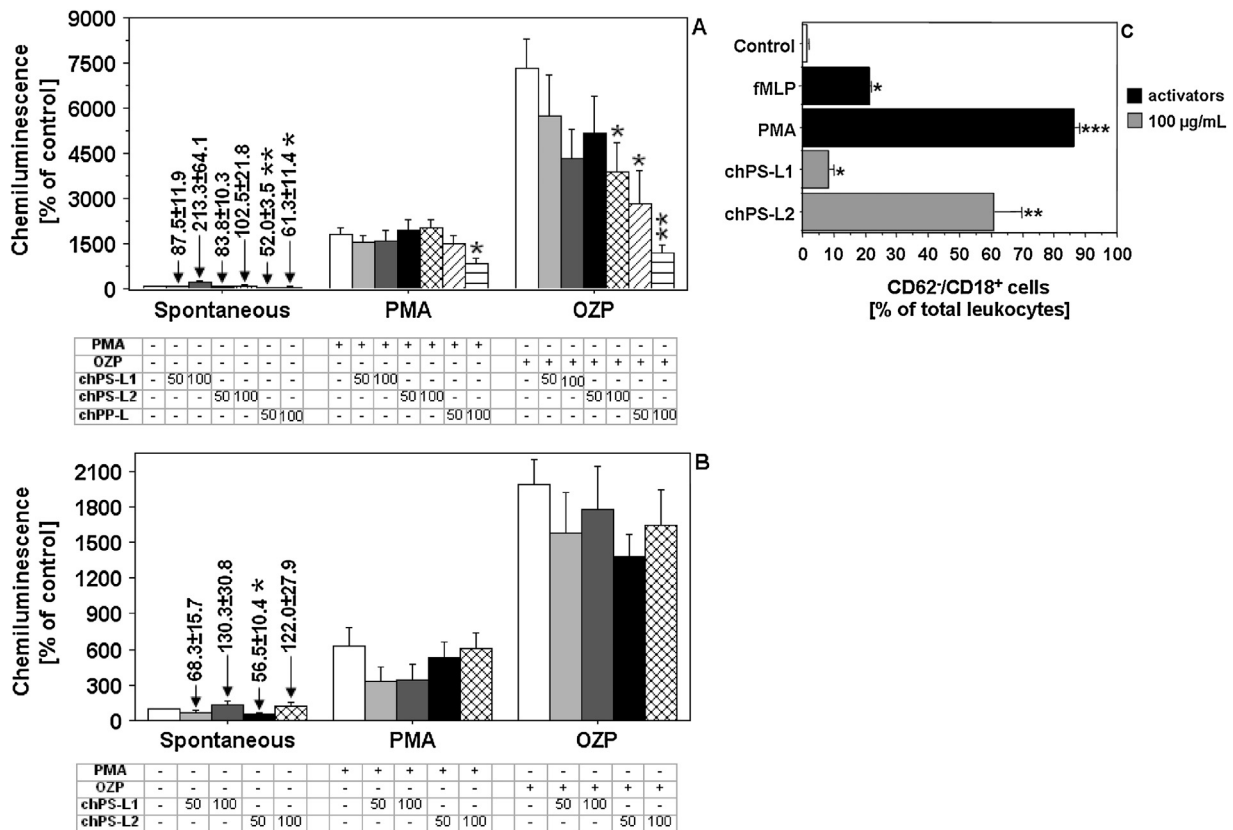 A
Chemiluminescence
[% of control]
9000
7500
6000
4500
3000
1500
0
87.5±11.9
213.3±64.1
83.8±10.3
102.5±21.8
52.0±3.5 **
61.3±11.4 *
*
*
*
**
Spontaneous PMA OZP
PMA - - - - - - - + + + + + + + - - - - - - -
OZP - - - - - - - - - - - - - - + + + + + + +
chPS-L1 - 50 100 - - - - - 50 100 - - - - - 50 100 - - - -
chPS-L2 - - - 50 100 - - - - - 50 100 - - - - - 50 100 - -
chPP-L - - - - - 50 100 - - - - - 50 100 - - - - - 50 100
B
Chemiluminescence
[% of control]
2100
1800
1500
1200
900
600
300
0
68.3±15.7
130.3±30.8
56.5±10.4 *
122.0±27.9
Spontaneous PMA OZP
PMA - - - - - + + + + + - - - - -
OZP - - - - - - - - - - + + + + +
chPS-L1 - 50 100 - - - 50 100 - - - 50 100 - -
chPS-L2 - - - 50 100 - - - 50 100 - - - 50 100
C
Control
fMLP *
PMA ***
chPS-L1 *
chPS-L2 **
0 10 20 30 40 50 60 70 80 90 100
CD62⁻/CD18⁺ cells
[% of total leukocytes]
activators
100 µg/mL